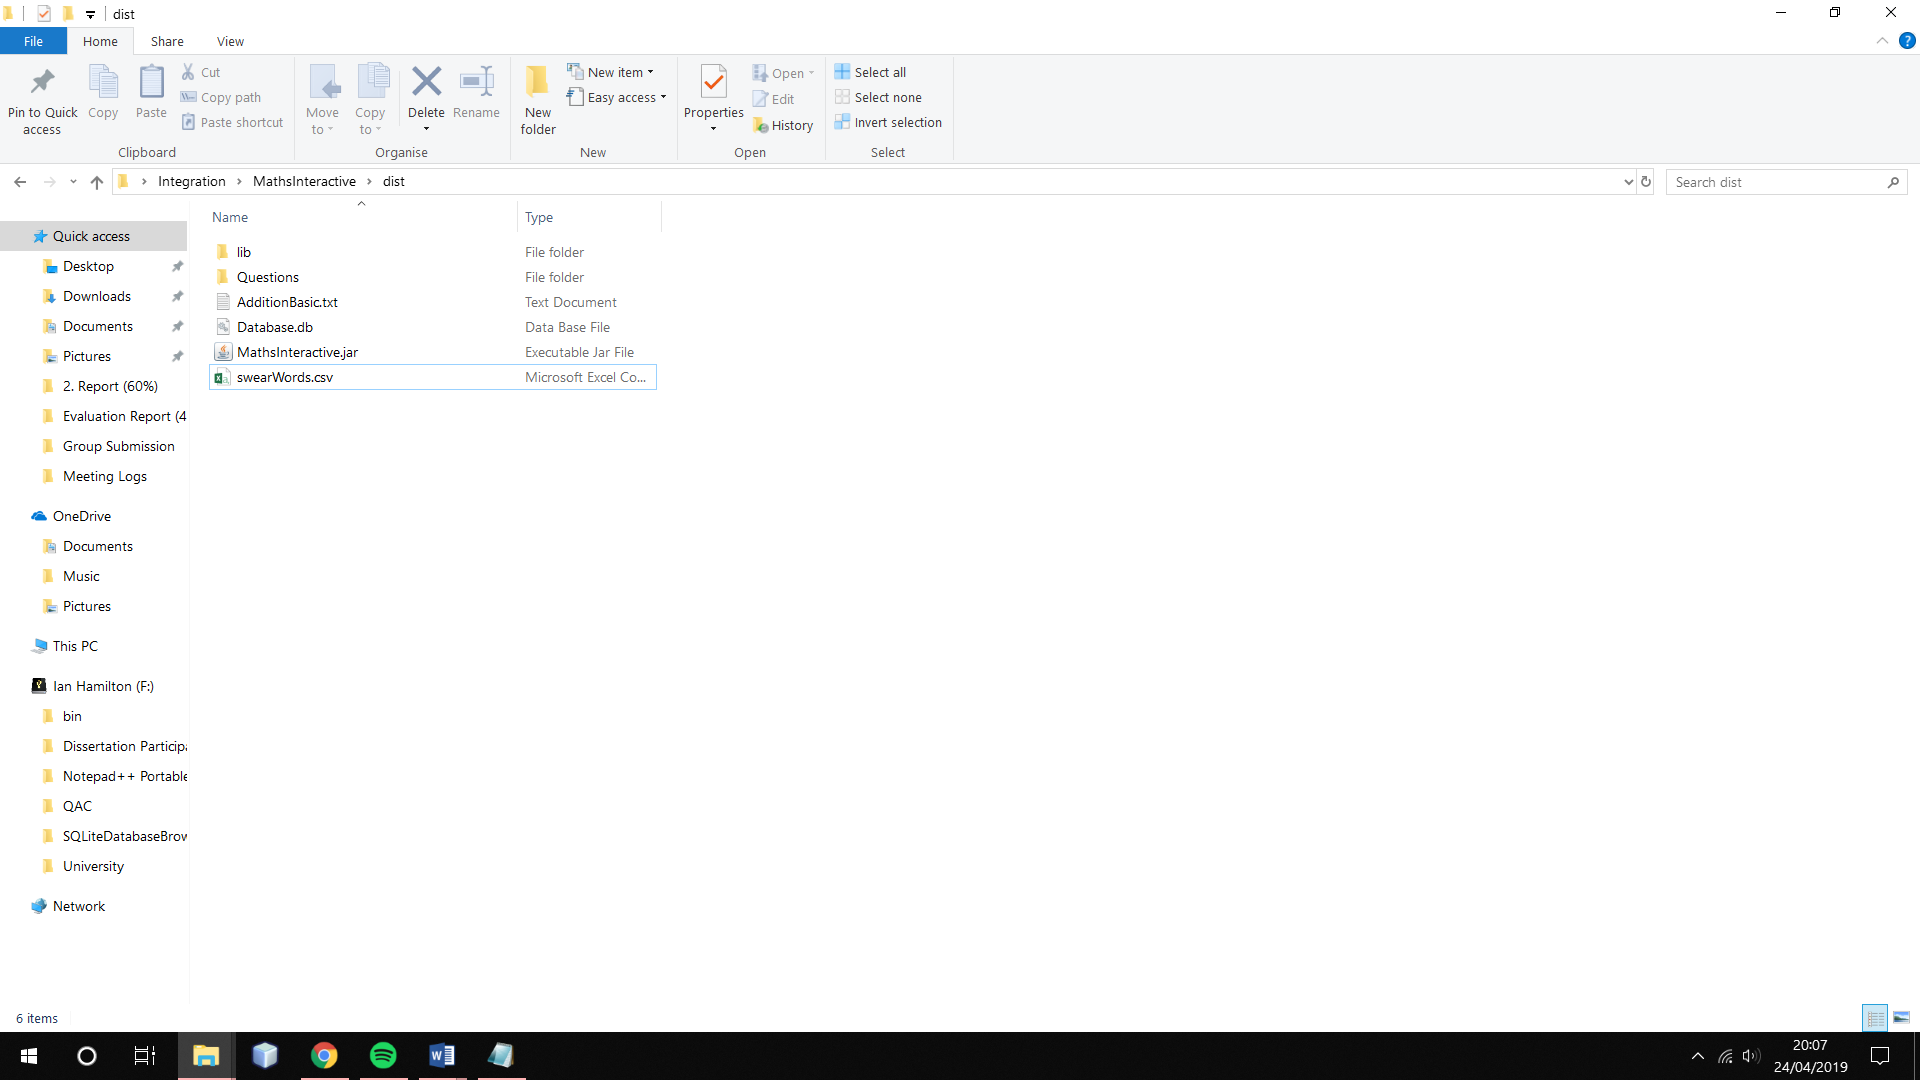 dist
File Home Share View
Pin to Quick access
Copy
Paste
Cut
Copy path
Paste shortcut
Clipboard
Move to
Copy to
Delete
Rename
Organise
New folder
New item
Easy access
New
Properties
Open
Edit
History
Open
Select all
Select none
Invert selection
Select
Integration MathsInteractive dist
Search dist
Name Type
lib File folder
Questions File folder
AdditionBasic.txt Text Document
Database.db Data Base File
MathsInteractive.jar Executable Jar File
swearWords.csv Microsoft Excel Co...
Quick access
Desktop
Downloads
Documents
Pictures
2. Report (60%)
Evaluation Report (4
Group Submission
Meeting Logs
OneDrive
Documents
Music
Pictures
This PC
Ian Hamilton (F:)
bin
Dissertation Participa
Notepad++ Portable
QAC
SQLiteDatabaseBrow
University
Network
6 items
20:07
24/04/2019